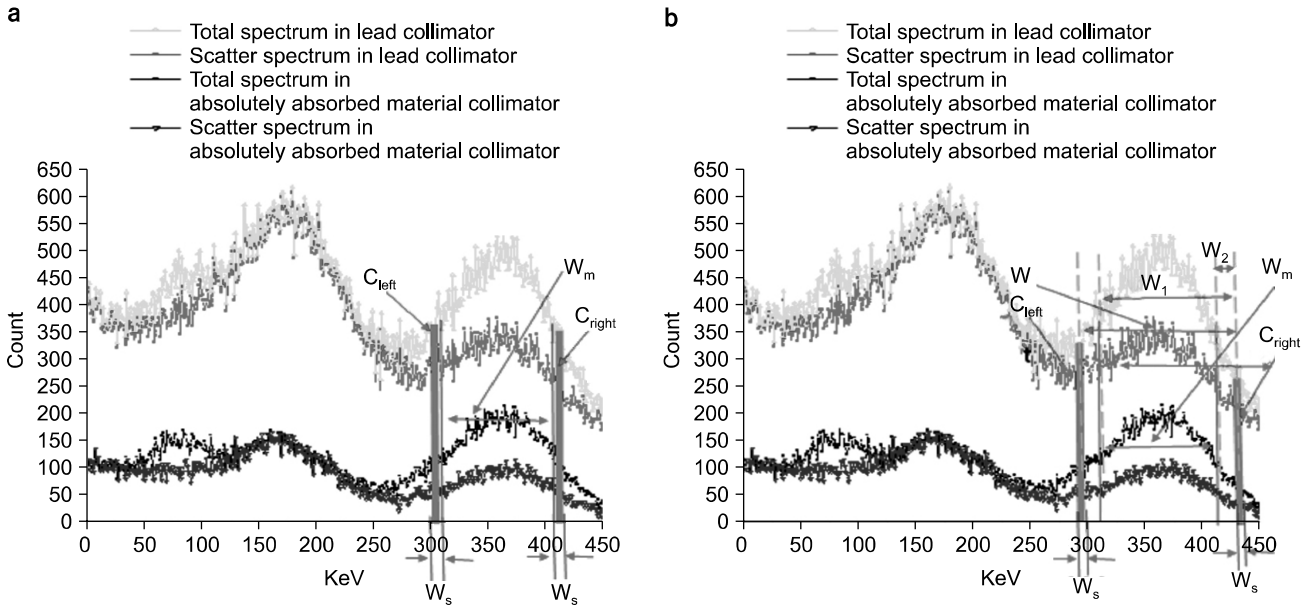 a
Total spectrum in lead collimator
Scatter spectrum in lead collimator
Total spectrum in
absolutely absorbed material collimator
Scatter spectrum in
absolutely absorbed material collimator
650
600
550
500
450
400
350
300
250
200
150
100
50
0
Count
C_left
W_m
C_right
0 50 100 150 200 250 300 350 400 450
KeV
W_s W_s
b
Total spectrum in lead collimator
Scatter spectrum in lead collimator
Total spectrum in
absolutely absorbed material collimator
Scatter spectrum in
absolutely absorbed material collimator
650
600
550
500
450
400
350
300
250
200
150
100
50
0
Count
W_2
W_m
W W_1
C_left
C_right
0 50 100 150 200 250 300 350 400 450
KeV
W_s W_s